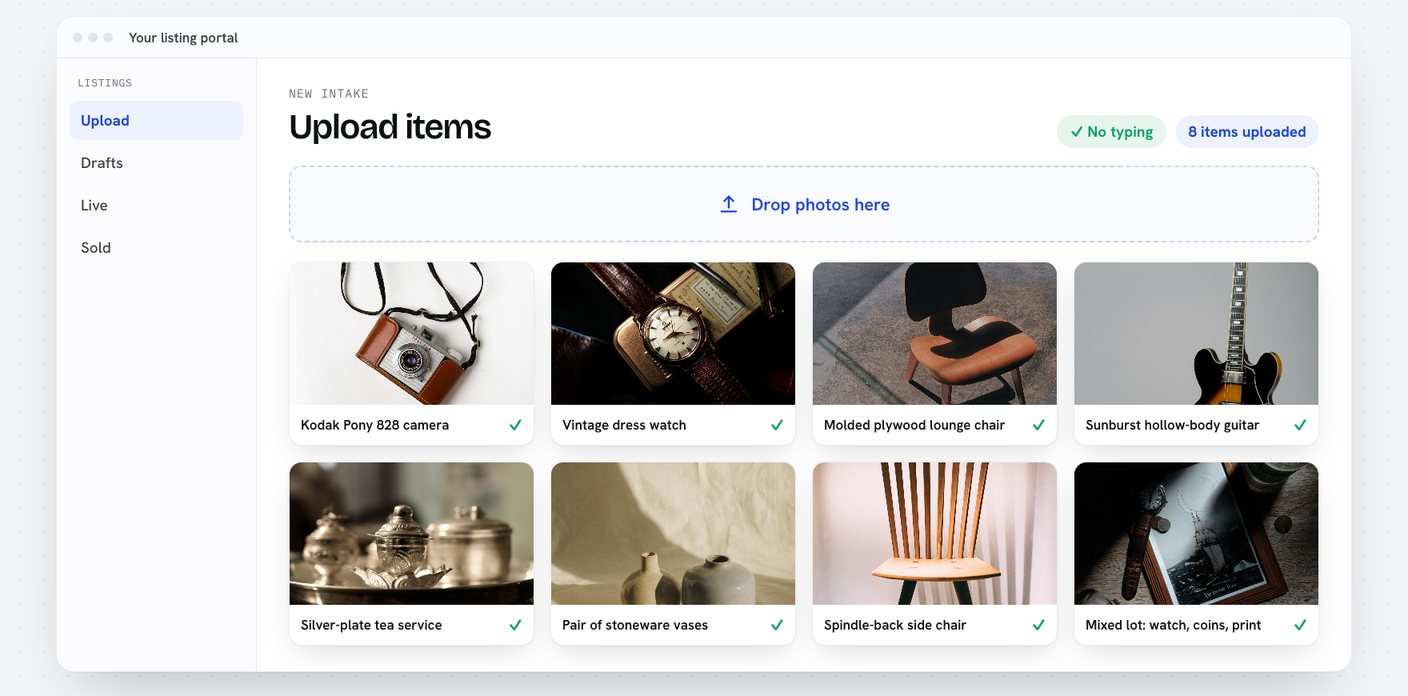 Your listing portal
LISTINGS
Upload
Drafts
Live
Sold
NEW INTAKE
Upload items
✓ No typing
8 items uploaded
Drop photos here
Kodak Pony 828 camera
Vintage dress watch
Molded plywood lounge chair
Sunburst hollow-body guitar
Silver-plate tea service
Pair of stoneware vases
Spindle-back side chair
Mixed lot: watch, coins, print